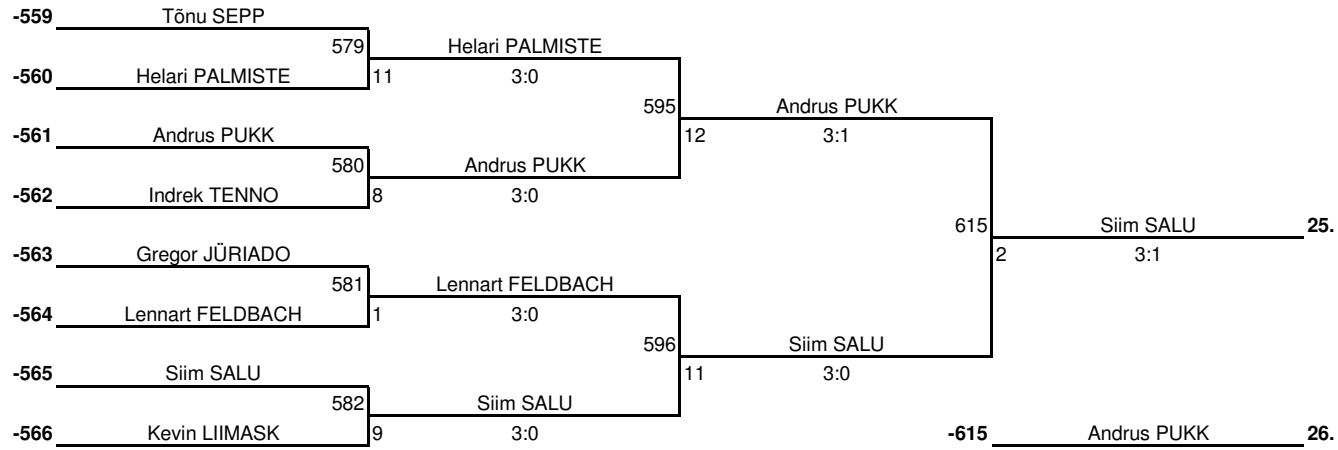 -559 Tõnu SEPP
579 Helari PALMISTE
-560 Helari PALMISTE 11 3:0
595 Andrus PUKK
-561 Andrus PUKK 12 3:1
580 Andrus PUKK
-562 Indrek TENNO 8 3:0
615 Siim SALU 25.
-563 Gregor JÜRIADO 2 3:1
581 Lennart FELDBACH
-564 Lennart FELDBACH 1 3:0
596 Siim SALU
-565 Siim SALU 11 3:0
582 Siim SALU
-566 Kevin LIIMASK 9 3:0 -615 Andrus PUKK 26.